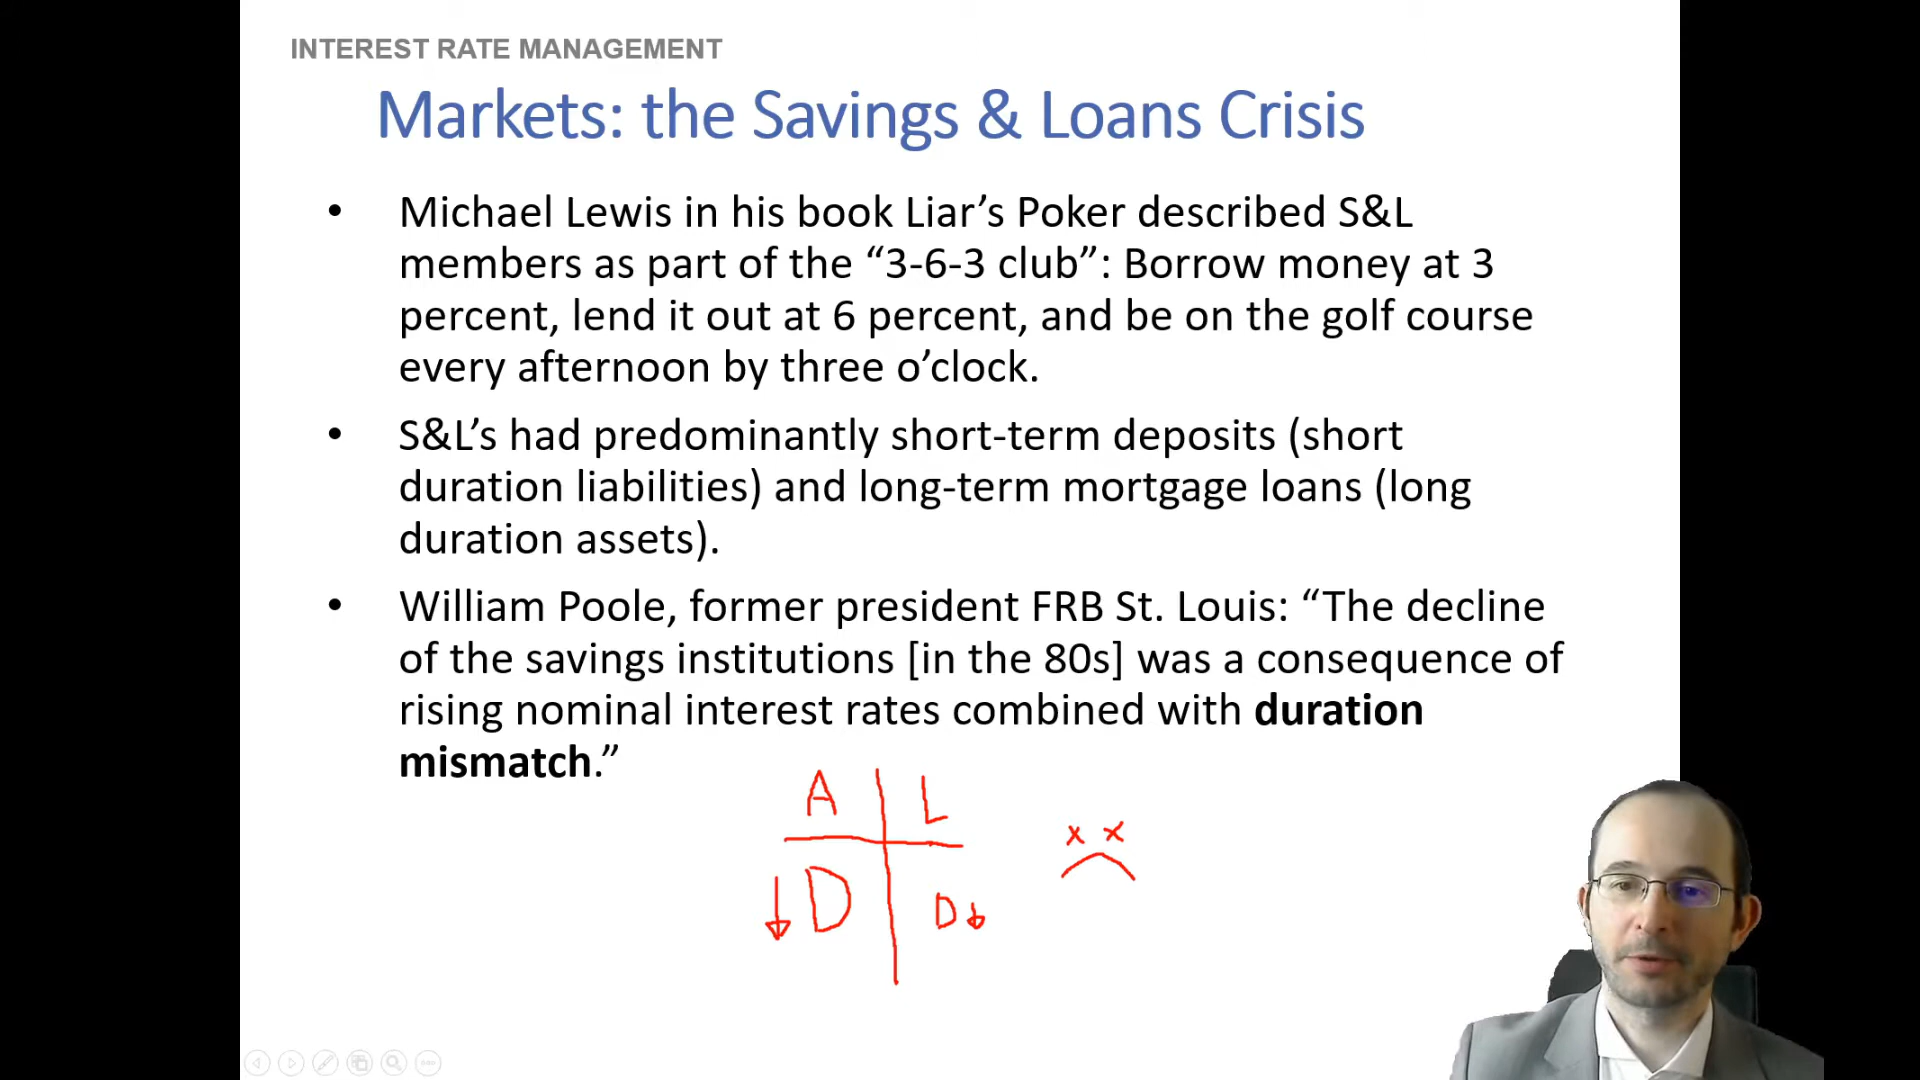 INTEREST RATE MANAGEMENT
Markets: the Savings & Loans Crisis
• Michael Lewis in his book Liar’s Poker described S&L
members as part of the “3-6-3 club”: Borrow money at 3
percent, lend it out at 6 percent, and be on the golf course
every afternoon by three o’clock.
• S&L’s had predominantly short-term deposits (short
duration liabilities) and long-term mortgage loans (long
duration assets).
• William Poole, former president FRB St. Louis: “The decline
of the savings institutions [in the 80s] was a consequence of
rising nominal interest rates combined with duration
mismatch.”
A L
x x
↓ D D ↓